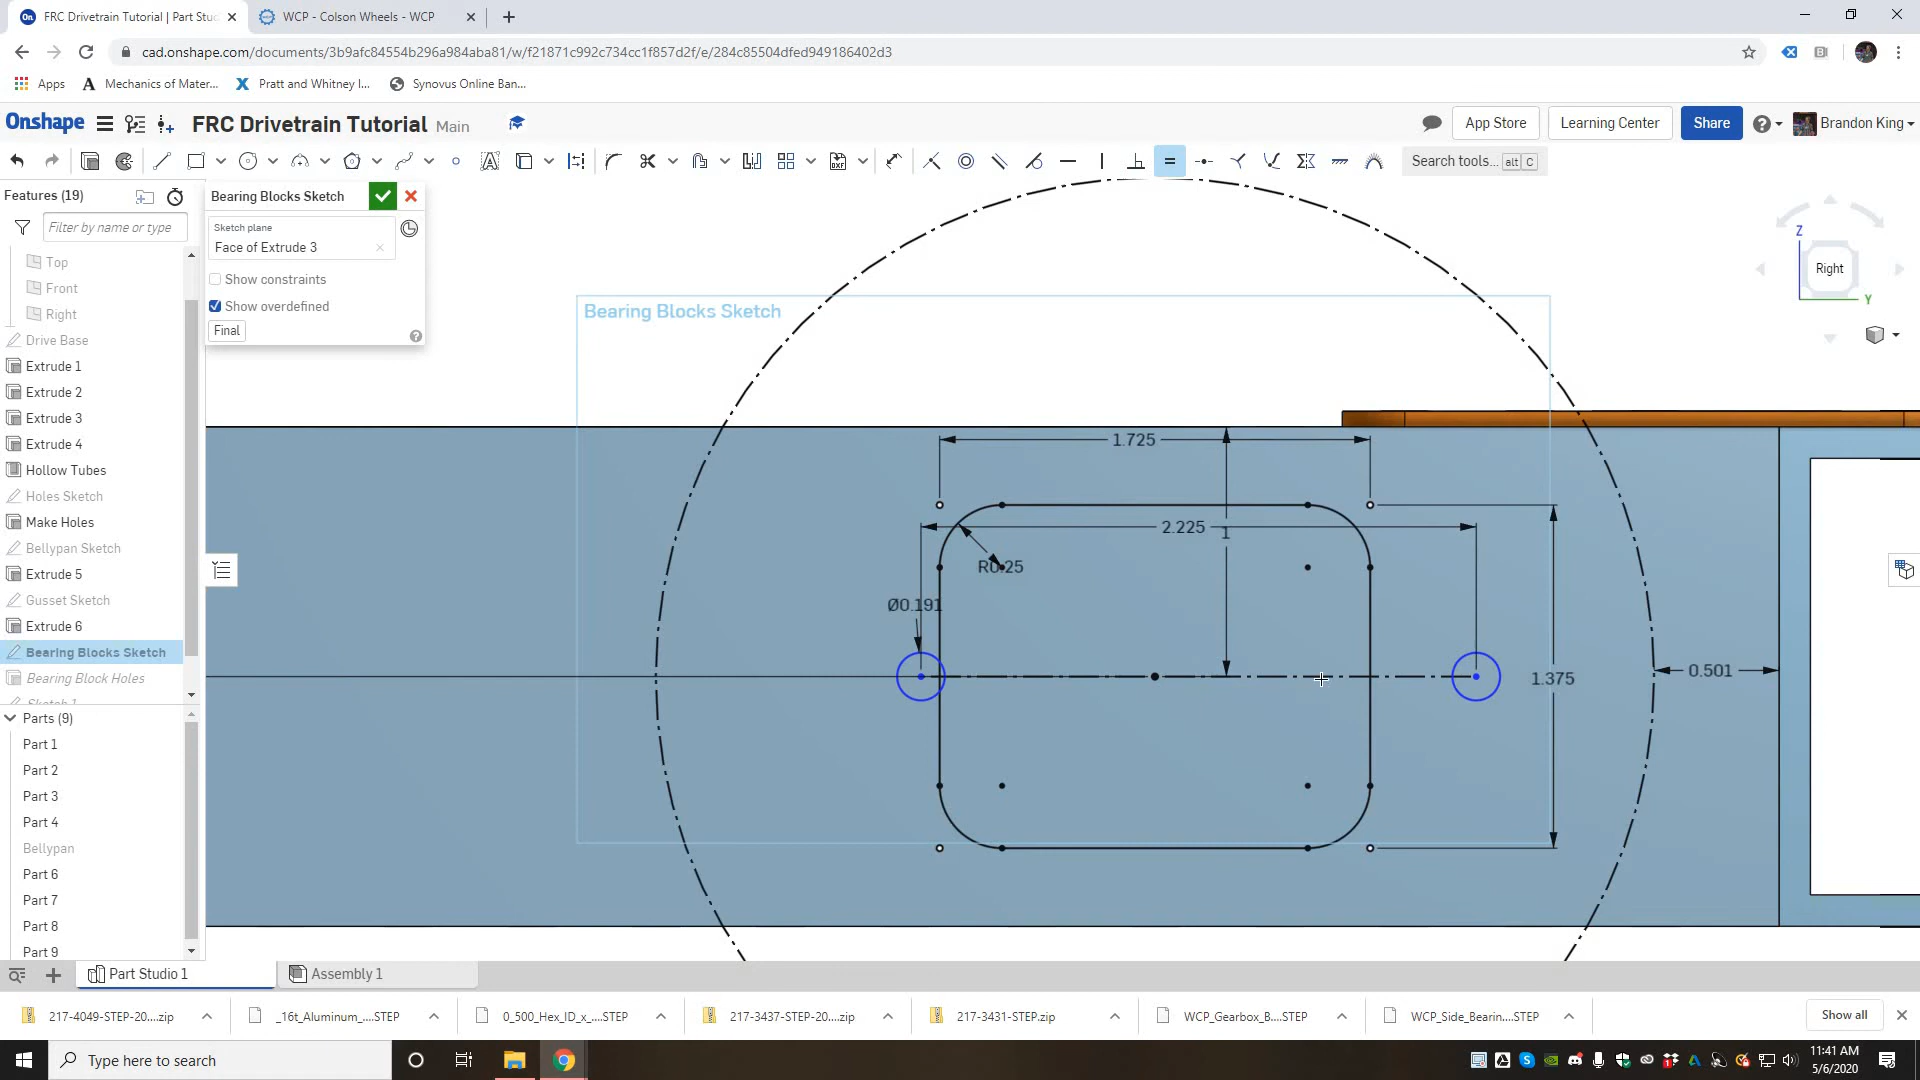 FRC Drivetrain Tutorial | Part Stu
WCP - Colson Wheels - WCP
cad.onshape.com/documents/3b9afc84554b296a984aba81/w/f21871c992c734cc1f857d2f/e/284c85504dfed949186402d3
Apps
Mechanics of Mater...
Pratt and Whitney I...
Synovus Online Ban...
Onshape
FRC Drivetrain Tutorial
Main
App Store
Learning Center
Share
Brandon King
Search tools...
alt
C
Features (19)
Filter by name or type
Top
Front
Right
Drive Base
Extrude 1
Extrude 2
Extrude 3
Extrude 4
Hollow Tubes
Holes Sketch
Make Holes
Bellypan Sketch
Extrude 5
Gusset Sketch
Extrude 6
Bearing Blocks Sketch
Bearing Block Holes
Sketch 1
Parts (9)
Part 1
Part 2
Part 3
Part 4
Bellypan
Part 6
Part 7
Part 8
Part 9
Bearing Blocks Sketch
Sketch plane
Face of Extrude 3
Show constraints
Show overdefined
Final
Bearing Blocks Sketch
1.725
2.225
1
R0.25
Ø0.191
1.375
0.501
Z
Right
Y
Part Studio 1
Assembly 1
217-4049-STEP-20....zip
_16t_Aluminum_....STEP
0_500_Hex_ID_x_....STEP
217-3437-STEP-20....zip
217-3431-STEP.zip
WCP_Gearbox_B....STEP
WCP_Side_Bearin....STEP
Show all
Type here to search
11:41 AM
5/6/2020